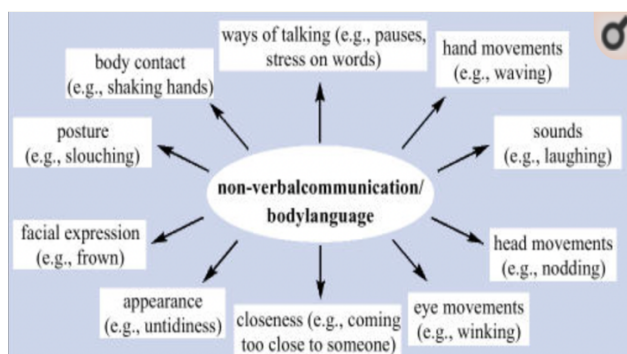 ways of talking (e.g., pauses,
stress on words)
hand movements
(e.g., waving)
body contact
(e.g., shaking hands)
posture
(e.g., slouching)
sounds
(e.g., laughing)
non-verbalcommunication/
bodylanguage
facial expression
(e.g., frown)
head movements
(e.g., nodding)
appearance
(e.g., untidiness)
closeness (e.g., coming
too close to someone)
eye movements
(e.g., winking)